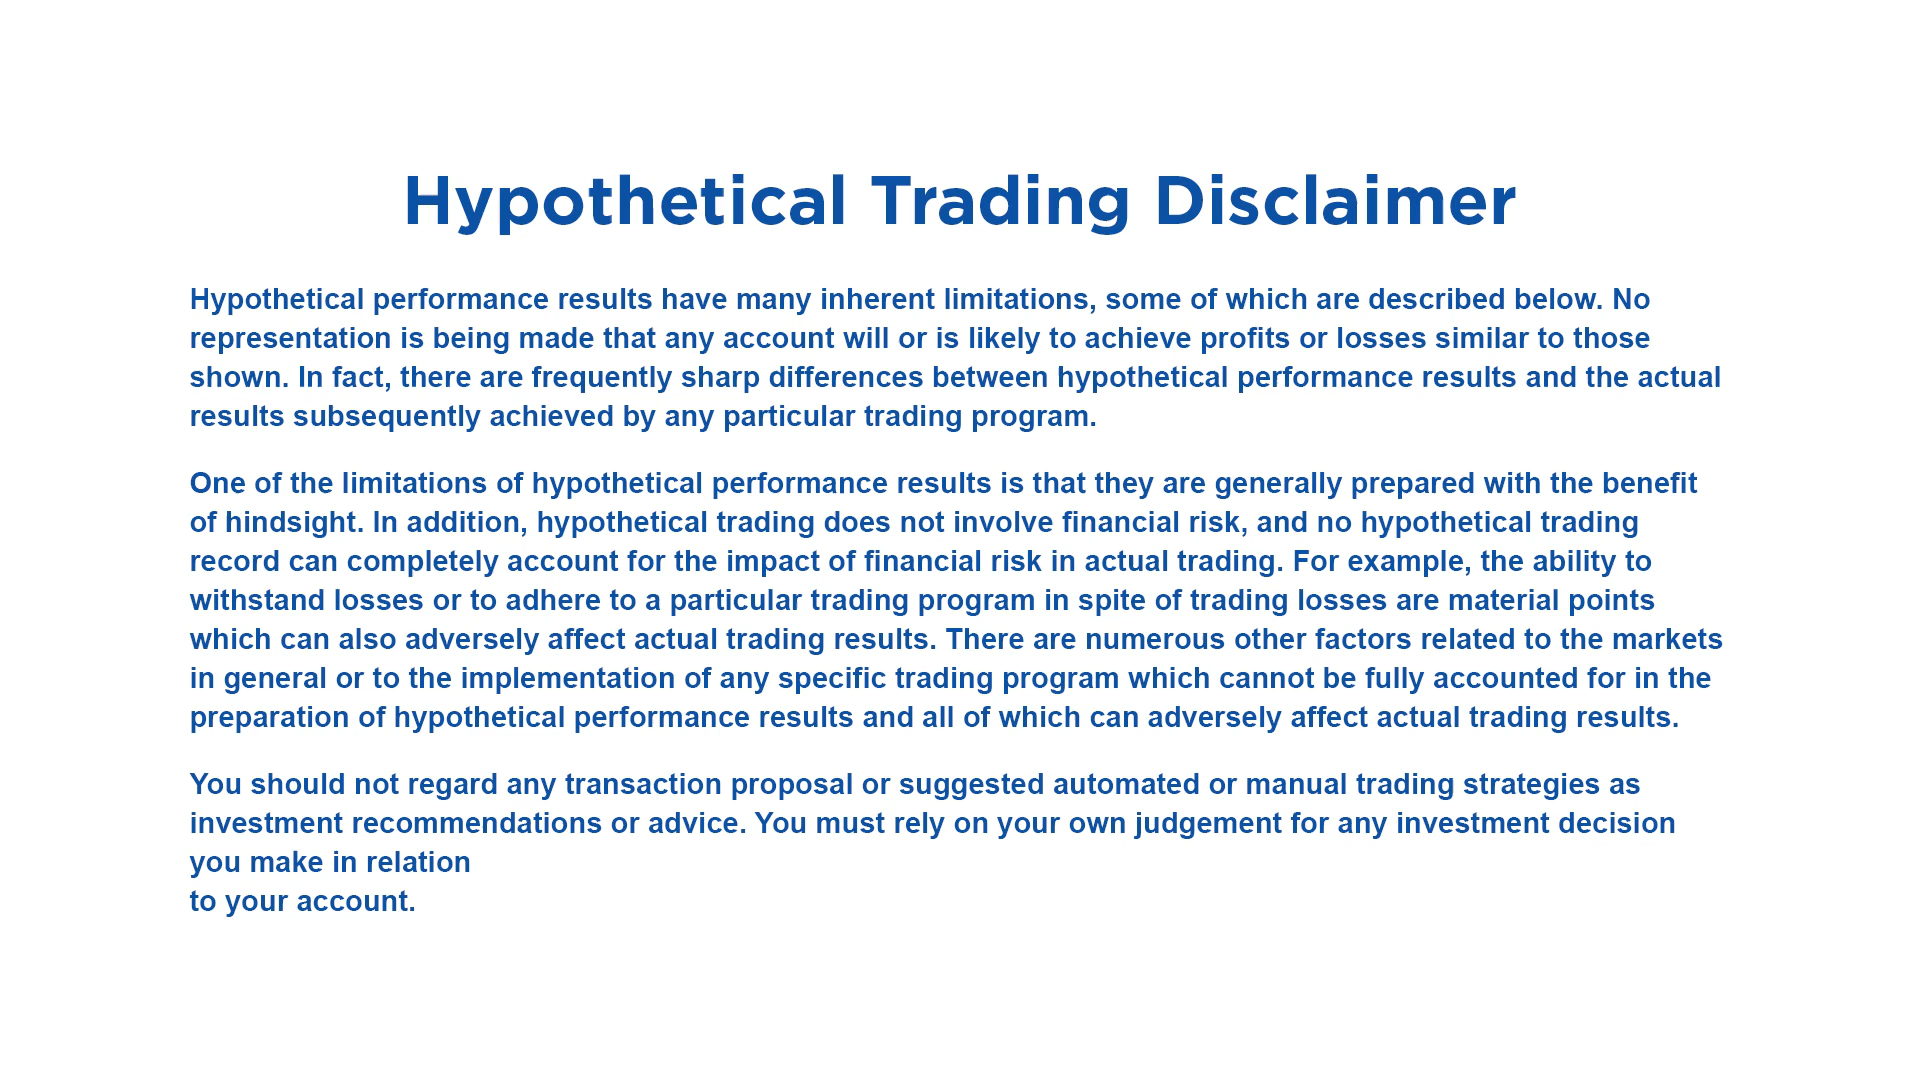 Hypothetical Trading Disclaimer
Hypothetical performance results have many inherent limitations, some of which are described below. No
representation is being made that any account will or is likely to achieve profits or losses similar to those
shown. In fact, there are frequently sharp differences between hypothetical performance results and the actual
results subsequently achieved by any particular trading program.
One of the limitations of hypothetical performance results is that they are generally prepared with the benefit
of hindsight. In addition, hypothetical trading does not involve financial risk, and no hypothetical trading
record can completely account for the impact of financial risk in actual trading. For example, the ability to
withstand losses or to adhere to a particular trading program in spite of trading losses are material points
which can also adversely affect actual trading results. There are numerous other factors related to the markets
in general or to the implementation of any specific trading program which cannot be fully accounted for in the
preparation of hypothetical performance results and all of which can adversely affect actual trading results.
You should not regard any transaction proposal or suggested automated or manual trading strategies as
investment recommendations or advice. You must rely on your own judgement for any investment decision
you make in relation
to your account.